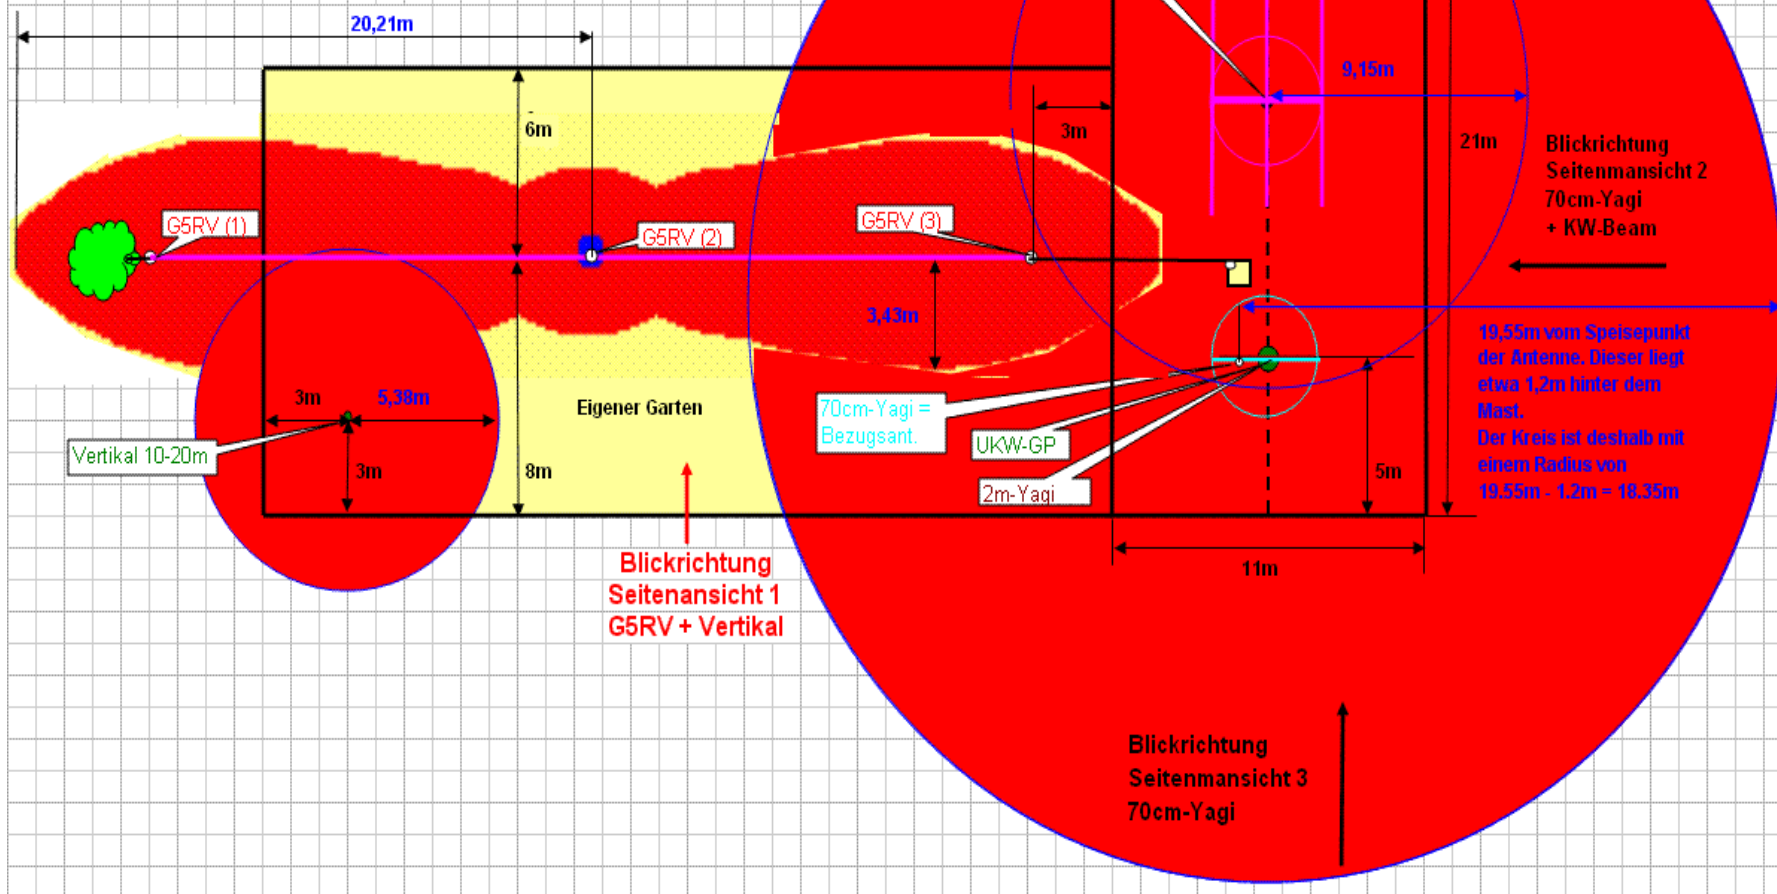 20,21m
9,15m
6m
3m
21m
Blickrichtung
Seitenmansicht 2
70cm-Yagi
+ KW-Beam
G5RV (1)
G5RV (2)
G5RV (3)
3,43m
19,55m vom Speisepunkt
der Antenne. Dieser liegt
etwa 1,2m hinter dem
Mast.
Der Kreis ist deshalb mit
einem Radius von
19.55m - 1.2m = 18.35m
3m
5,38m
Eigener Garten
70cm-Yagi =
Bezugsant.
UKW-GP
2m-Yagi
Vertikal 10-20m
3m
8m
5m
11m
Blickrichtung
Seitenansicht 1
G5RV + Vertikal
Blickrichtung
Seitenmansicht 3
70cm-Yagi